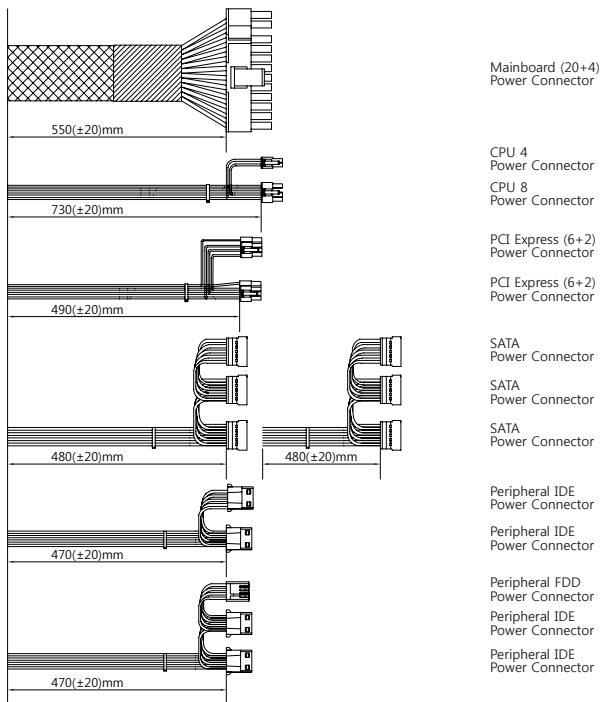 Mainboard (20+4)
Power Connector
550(±20)mm
CPU 4
Power Connector
CPU 8
Power Connector
730(±20)mm
PCI Express (6+2)
Power Connector
PCI Express (6+2)
Power Connector
490(±20)mm
SATA
Power Connector
SATA
Power Connector
SATA
Power Connector
480(±20)mm
480(±20)mm
Peripheral IDE
Power Connector
Peripheral IDE
Power Connector
470(±20)mm
Peripheral FDD
Power Connector
Peripheral IDE
Power Connector
Peripheral IDE
Power Connector
470(±20)mm